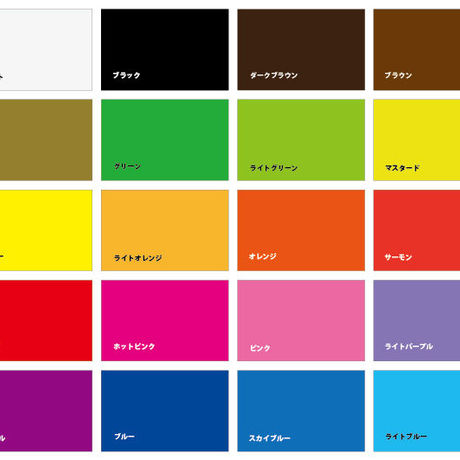 ト
ブラック
ダークブラウン
ブラウン
グリーン
ライトグリーン
マスタード
ー
ライトオレンジ
オレンジ
サーモン
ホットピンク
ピンク
ライトパープル
ル
ブルー
スカイブルー
ライトブルー